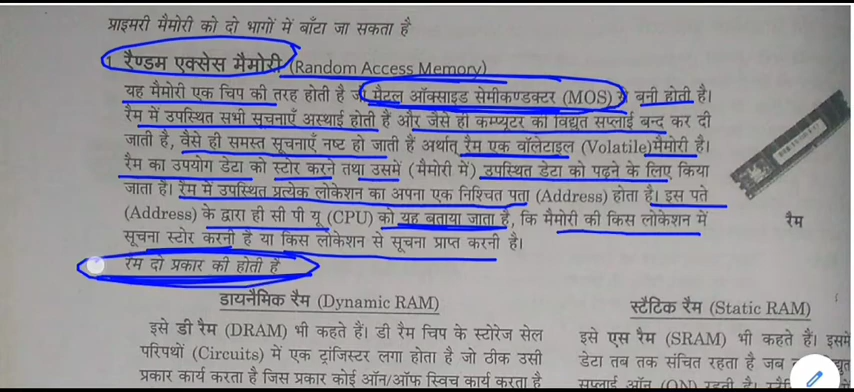 प्राइमरी मैमोरी को दो भागों में बाँटा जा सकता है
1. रैण्डम एक्सेस मैमोरी (Random Access Memory)
यह मैमोरी एक चिप की तरह होती है जो मैटल ऑक्साइड सेमीकण्डक्टर (MOS) से बनी होती है।
रैम में उपस्थित सभी सूचनाएँ अस्थाई होती हैं और जैसे ही कम्प्यूटर की विद्युत सप्लाई बन्द कर दी
जाती है, वैसे ही समस्त सूचनाएँ नष्ट हो जाती हैं अर्थात् रैम एक वॉलेटाइल (Volatile) मैमोरी है।
रैम का उपयोग डेटा को स्टोर करने तथा उसमें (मैमोरी में) उपस्थित डेटा को पढ़ने के लिए किया
जाता है। रैम में उपस्थित प्रत्येक लोकेशन का अपना एक निश्चित पता (Address) होता है। इस पते
(Address) के द्वारा ही सी पी यू (CPU) को यह बताया जाता है, कि मैमोरी की किस लोकेशन में
सूचना स्टोर करनी है या किस लोकेशन से सूचना प्राप्त करनी है।
रैम
रैम दो प्रकार की होती है
डायनैमिक रैम (Dynamic RAM)
इसे डी रैम (DRAM) भी कहते हैं। डी रैम चिप के स्टोरेज सेल
परिपथों (Circuits) में एक ट्रांजिस्टर लगा होता है जो ठीक उसी
प्रकार कार्य करता है जिस प्रकार कोई ऑन/ऑफ स्विच कार्य करता है
स्टैटिक रैम (Static RAM)
इसे एस रैम (SRAM) भी कहते हैं। इसमें
डेटा तब तक संचित रहता है जब
सप्लाई ऑन (ON) रहती है।